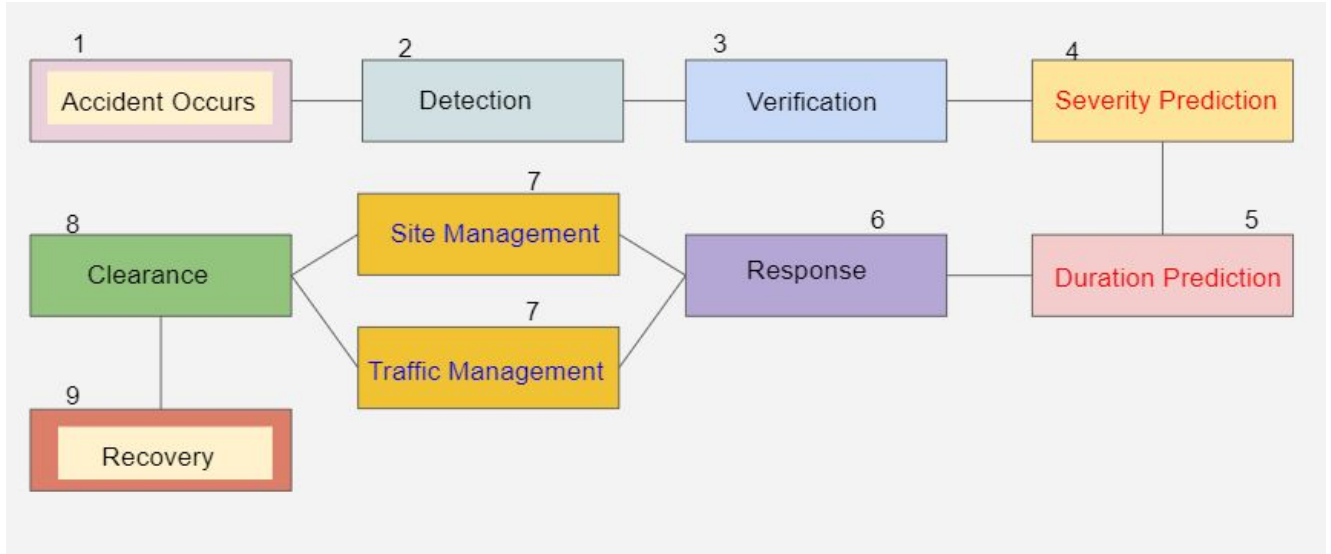 1
Accident Occurs
2
Detection
3
Verification
4
Severity Prediction
5
Duration Prediction
6
Response
7
Site Management
7
Traffic Management
8
Clearance
9
Recovery